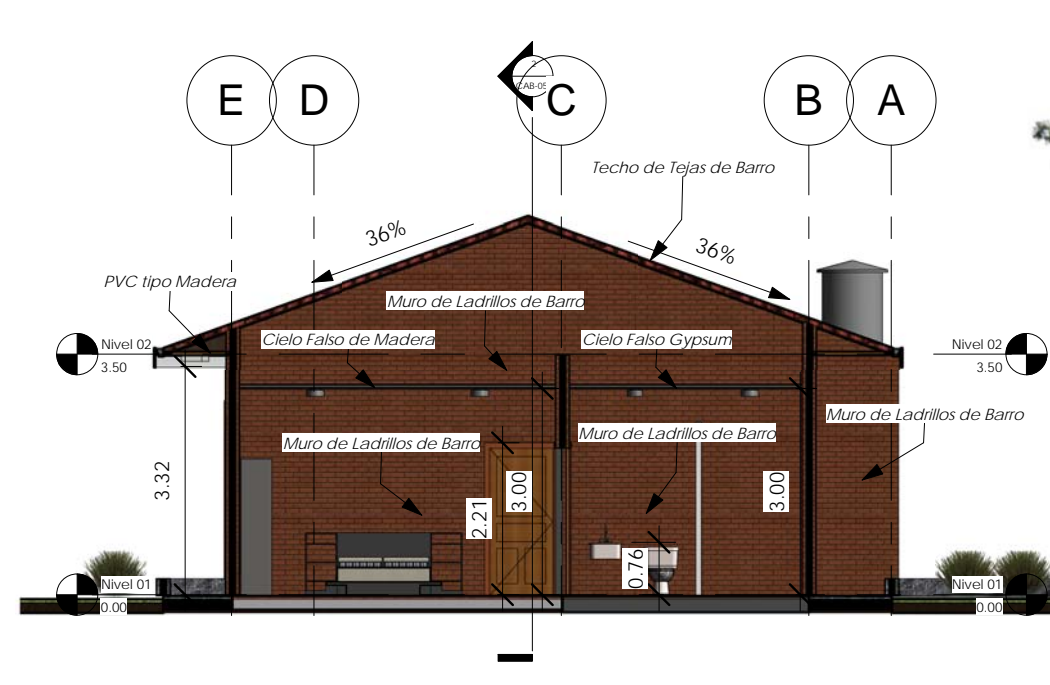 E
D
2
CAB-05
C
B
A
Techo de Tejas de Barro
36%
36%
PVC tipo Madera
Muro de Ladrillos de Barro
Cielo Falso de Madera
Cielo Falso Gypsum
Nivel 02
3.50
Nivel 02
3.50
Muro de Ladrillos de Barro
Muro de Ladrillos de Barro
Muro de Ladrillos de Barro
3.32
2.21
3.00
0.76
3.00
Nivel 01
0.00
Nivel 01
0.00